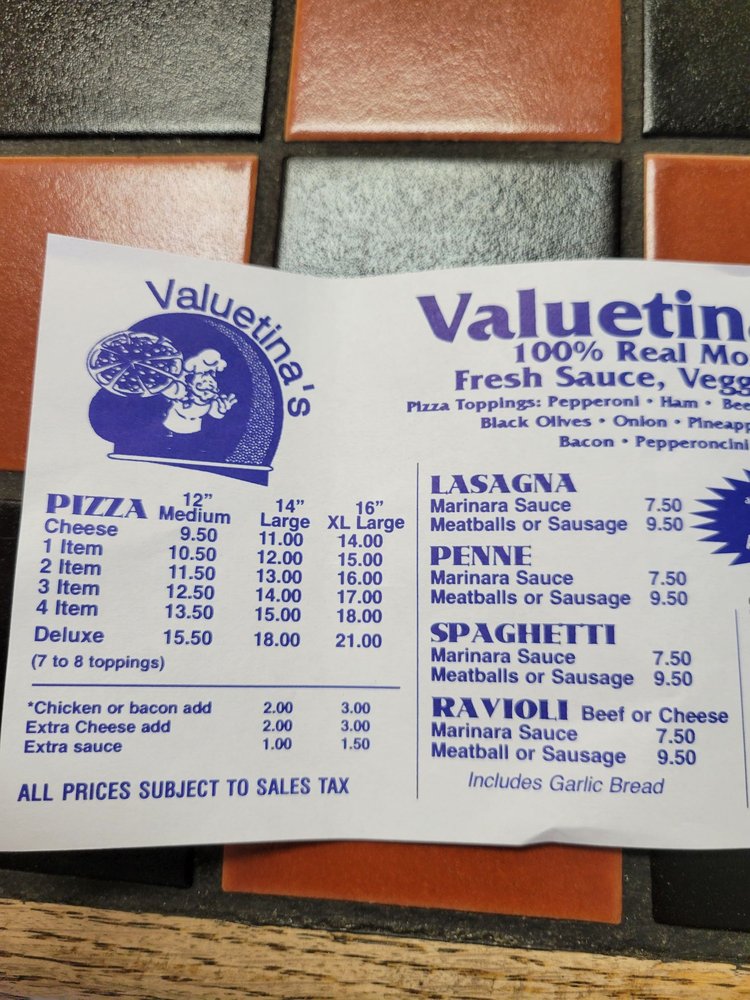 Valuetina's
PIZZA 12" 14" 16"
Medium Large XL Large
Cheese 9.50 11.00 14.00
1 Item 10.50 12.00 15.00
2 Item 11.50 13.00 16.00
3 Item 12.50 14.00 17.00
4 Item 13.50 15.00 18.00
Deluxe 15.50 18.00 21.00
(7 to 8 toppings)
*Chicken or bacon add 2.00 3.00
Extra Cheese add 2.00 3.00
Extra sauce 1.00 1.50
ALL PRICES SUBJECT TO SALES TAX
Valuetin
100% Real Mo
Fresh Sauce, Vegg
Pizza Toppings: Pepperoni • Ham • Bee
Black Olives • Onion • Pineapp
Bacon • Pepperoncini
LASAGNA
Marinara Sauce 7.50
Meatballs or Sausage 9.50
PENNE
Marinara Sauce 7.50
Meatballs or Sausage 9.50
SPAGHETTI
Marinara Sauce 7.50
Meatballs or Sausage 9.50
RAVIOLI Beef or Cheese
Marinara Sauce 7.50
Meatball or Sausage 9.50
Includes Garlic Bread